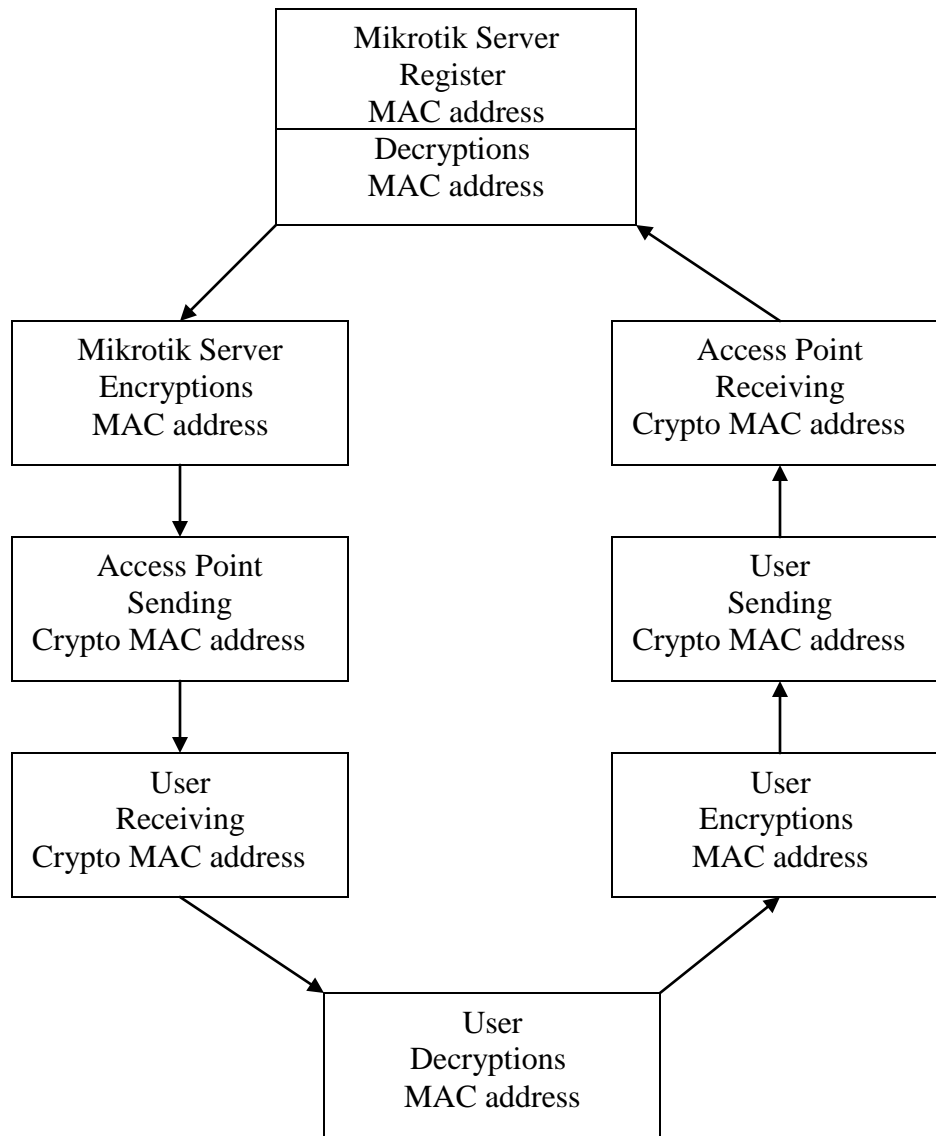 Mikrotik Server
Register
MAC address
Decryptions
MAC address
Mikrotik Server
Encryptions
MAC address
Access Point
Receiving
Crypto MAC address
Access Point
Sending
Crypto MAC address
User
Sending
Crypto MAC address
User
Receiving
Crypto MAC address
User
Encryptions
MAC address
User
Decryptions
MAC address